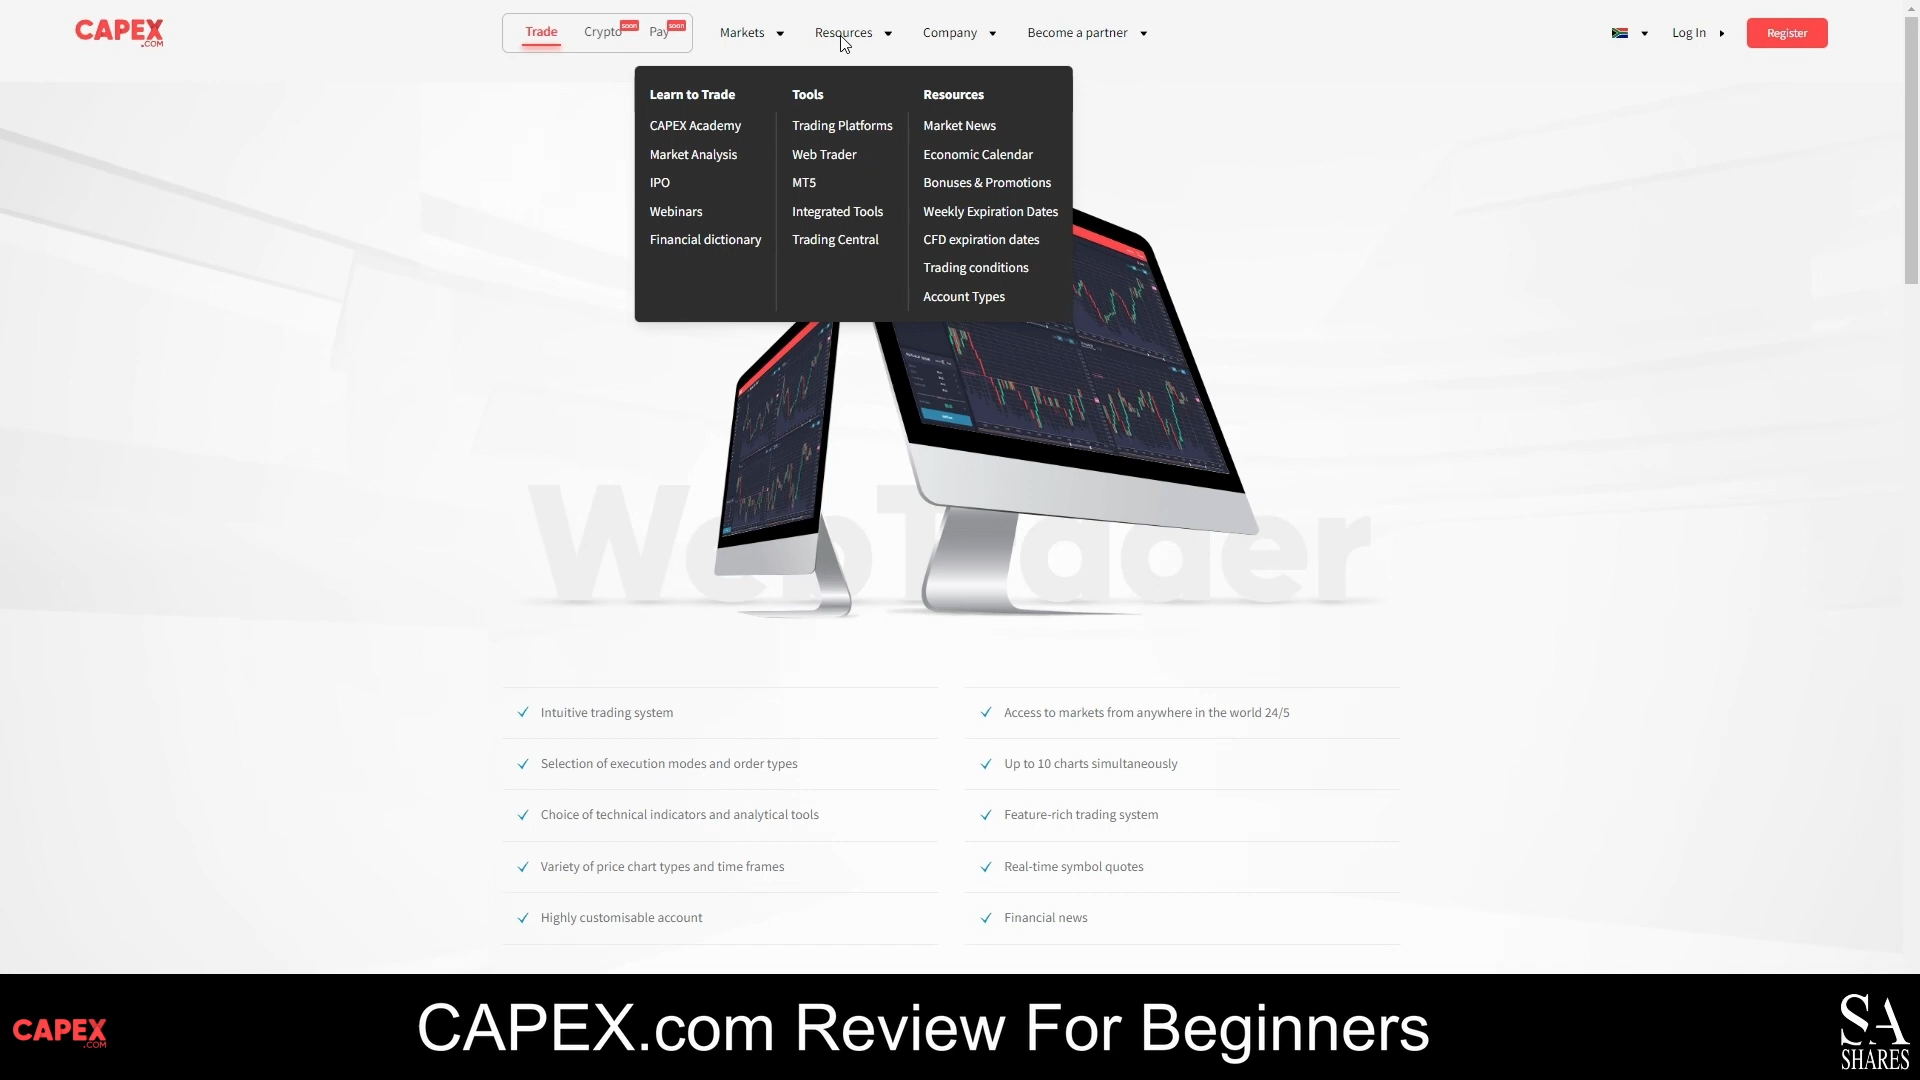 CAPEX
.COM
Trade
Crypto
soon
Pay
soon
Markets
Resources
Company
Become a partner
Log In
Register
Learn to Trade
CAPEX Academy
Market Analysis
IPO
Webinars
Financial dictionary
Tools
Trading Platforms
Web Trader
MT5
Integrated Tools
Trading Central
Resources
Market News
Economic Calendar
Bonuses & Promotions
Weekly Expiration Dates
CFD expiration dates
Trading conditions
Account Types
WebTrader
Intuitive trading system
Selection of execution modes and order types
Choice of technical indicators and analytical tools
Variety of price chart types and time frames
Highly customisable account
Access to markets from anywhere in the world 24/5
Up to 10 charts simultaneously
Feature-rich trading system
Real-time symbol quotes
Financial news
CAPEX
.COM
CAPEX.com Review For Beginners
SA
SHARES